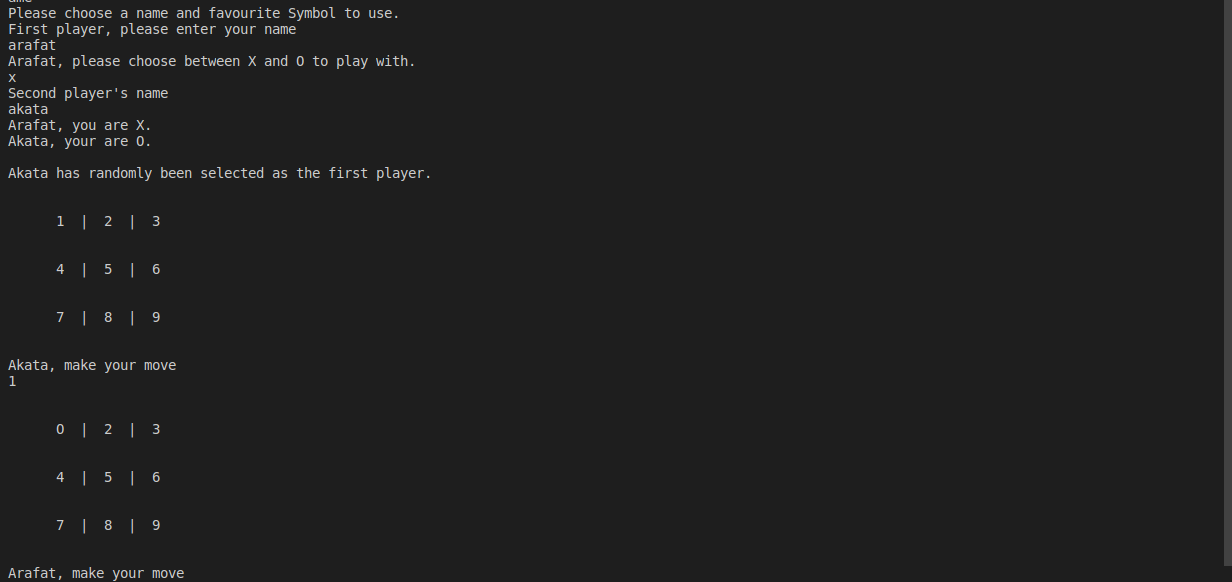 Please choose a name and favourite Symbol to use.
First player, please enter your name
arafat
Arafat, please choose between X and O to play with.
x
Second player's name
akata
Arafat, you are X.
Akata, your are O.
Akata has randomly been selected as the first player.
1 | 2 | 3
4 | 5 | 6
7 | 8 | 9
Akata, make your move
1
O | 2 | 3
4 | 5 | 6
7 | 8 | 9
Arafat, make your move